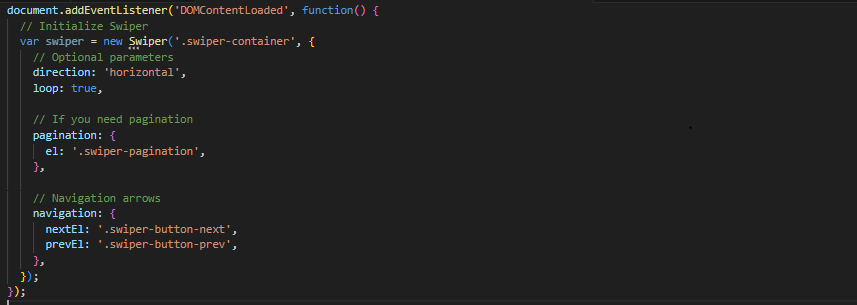 document.addEventListener('DOMContentLoaded', function() {
  // Initialize Swiper
  var swiper = new Swiper('.swiper-container', {
    // Optional parameters
    direction: 'horizontal',
    loop: true,

    // If you need pagination
    pagination: {
      el: '.swiper-pagination',
    },

    // Navigation arrows
    navigation: {
      nextEl: '.swiper-button-next',
      prevEl: '.swiper-button-prev',
    },
  });
});